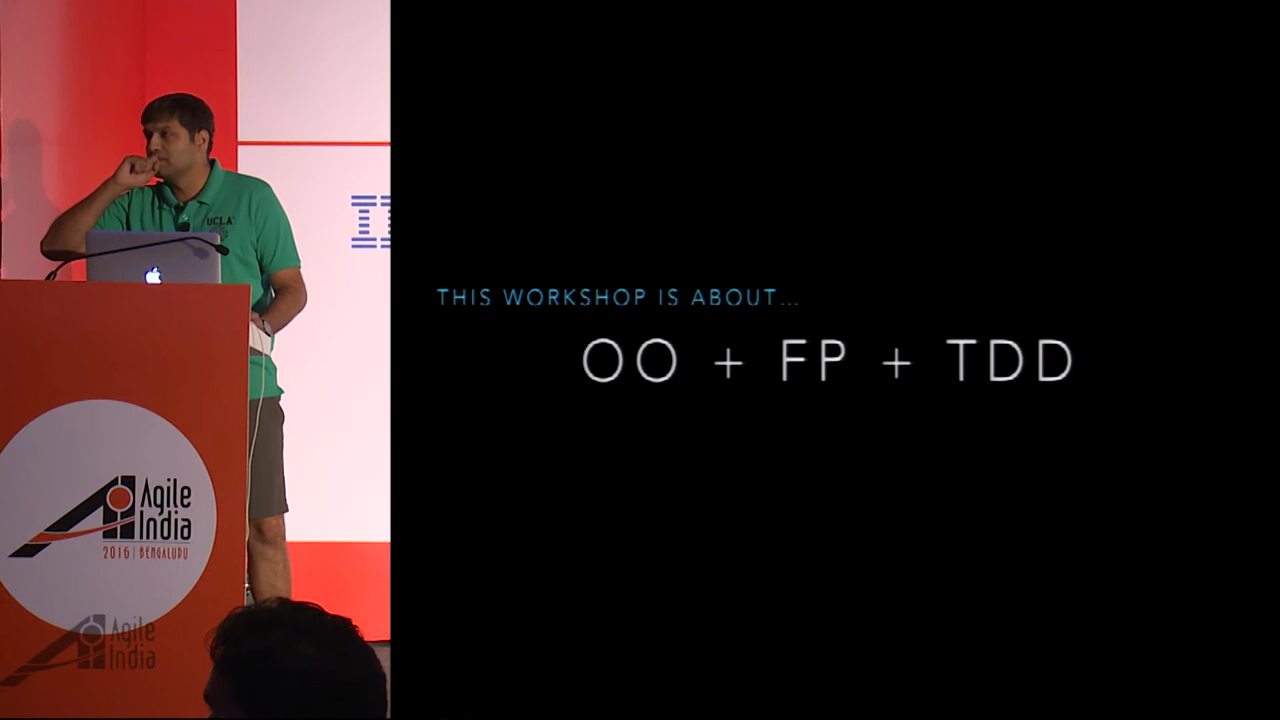 UCLA
Agile
India
2016 | BENGALURU
Agile
India
THIS WORKSHOP IS ABOUT...
OO + FP + TDD